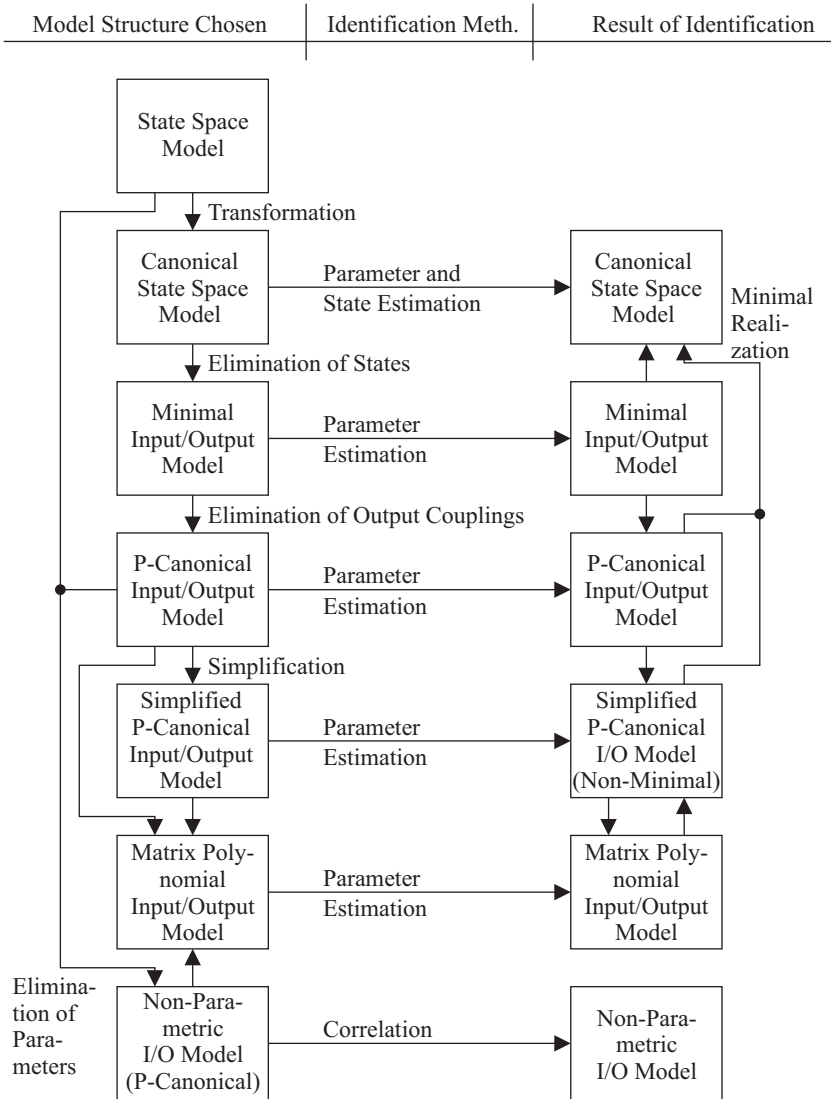 Model Structure Chosen
Identification Meth.
Result of Identification
State Space
Model
Transformation
Canonical
State Space
Model
Parameter and
State Estimation
Canonical
State Space
Model
Minimal
Reali-
zation
Elimination of States
Minimal
Input/Output
Model
Parameter
Estimation
Minimal
Input/Output
Model
Elimination of Output Couplings
P-Canonical
Input/Output
Model
Parameter
Estimation
P-Canonical
Input/Output
Model
Simplification
Simplified
P-Canonical
Input/Output
Model
Parameter
Estimation
Simplified
P-Canonical
I/O Model
(Non-Minimal)
Matrix Poly-
nomial
Input/Output
Model
Parameter
Estimation
Matrix Poly-
nomial
Input/Output
Model
Elimina-
tion of
Para-
meters
Non-Para-
metric
I/O Model
(P-Canonical)
Correlation
Non-Para-
metric
I/O Model